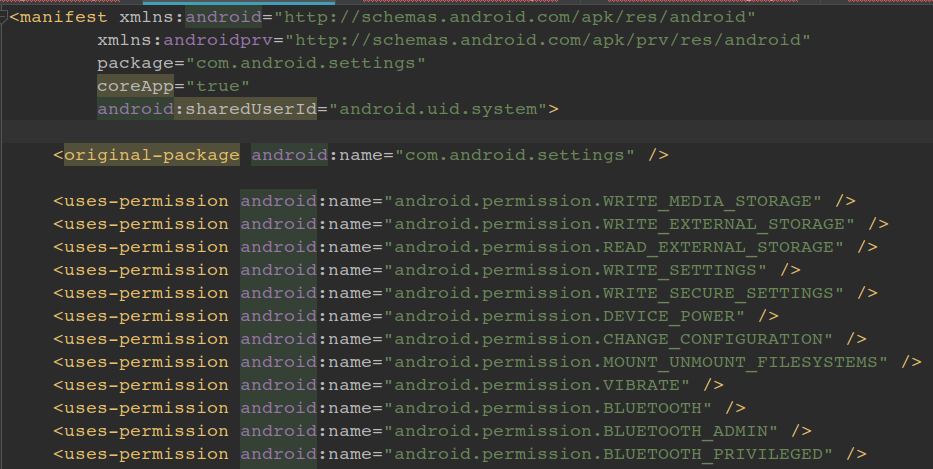 <manifest xmlns:android="http://schemas.android.com/apk/res/android"
xmlns:androidprv="http://schemas.android.com/apk/prv/res/android"
package="com.android.settings"
coreApp="true"
android:sharedUserId="android.uid.system">
<original-package android:name="com.android.settings" />
<uses-permission android:name="android.permission.WRITE_MEDIA_STORAGE" />
<uses-permission android:name="android.permission.WRITE_EXTERNAL_STORAGE" />
<uses-permission android:name="android.permission.READ_EXTERNAL_STORAGE" />
<uses-permission android:name="android.permission.WRITE_SETTINGS" />
<uses-permission android:name="android.permission.WRITE_SECURE_SETTINGS" />
<uses-permission android:name="android.permission.DEVICE_POWER" />
<uses-permission android:name="android.permission.CHANGE_CONFIGURATION" />
<uses-permission android:name="android.permission.MOUNT_UNMOUNT_FILESYSTEMS" />
<uses-permission android:name="android.permission.VIBRATE" />
<uses-permission android:name="android.permission.BLUETOOTH" />
<uses-permission android:name="android.permission.BLUETOOTH_ADMIN" />
<uses-permission android:name="android.permission.BLUETOOTH_PRIVILEGED" />